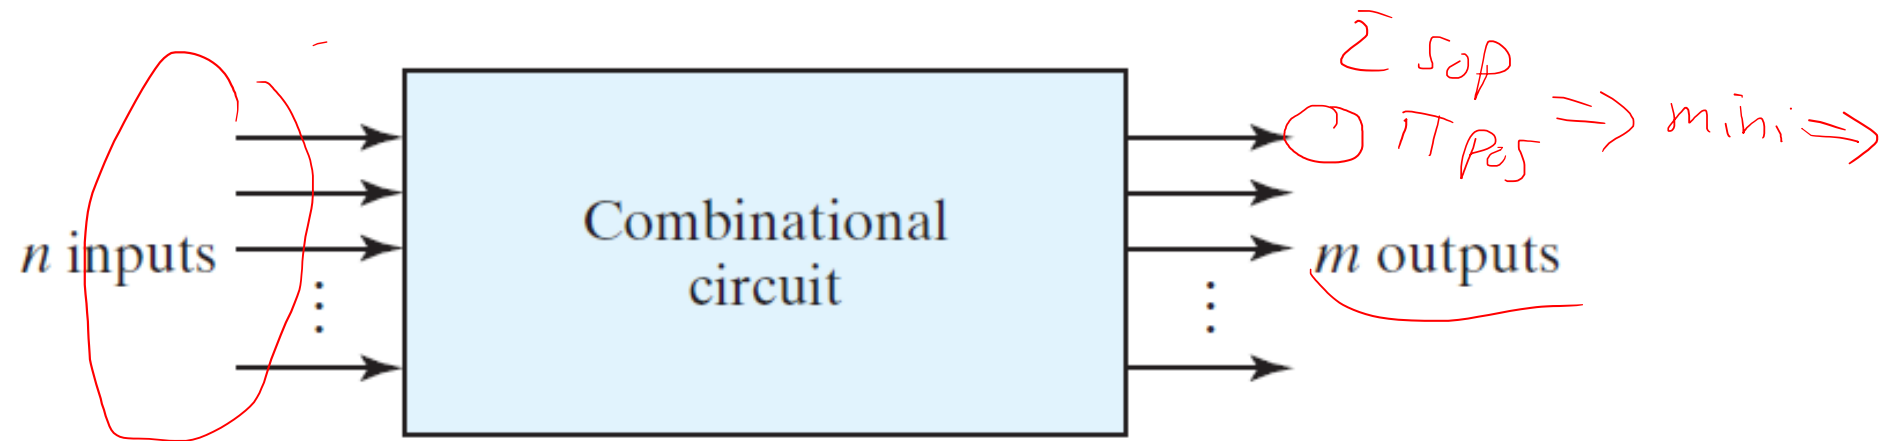 Σ sop
Π pos ⇒ mini ⇒
n inputs
Combinational
circuit
m outputs